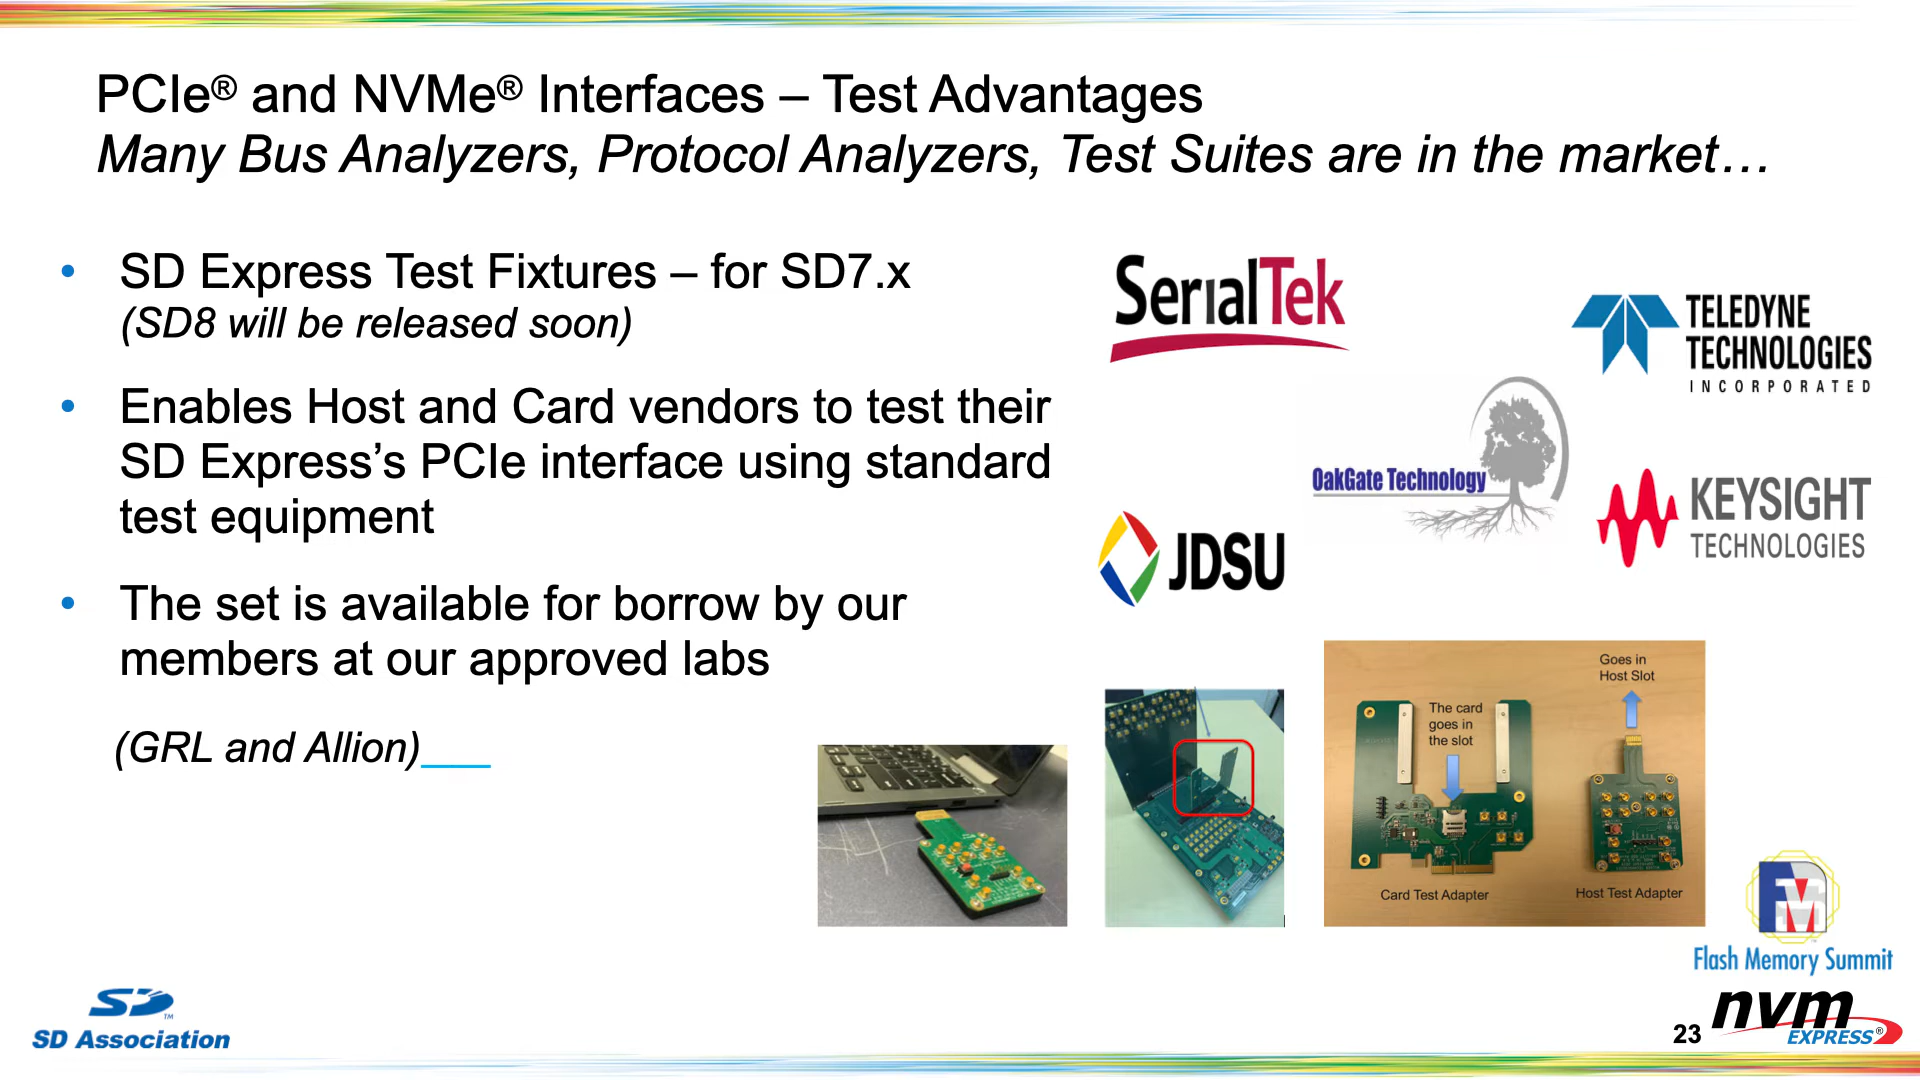 PCIe® and NVMe® Interfaces – Test Advantages
Many Bus Analyzers, Protocol Analyzers, Test Suites are in the market…
• SD Express Test Fixtures – for SD7.x
(SD8 will be released soon)
• Enables Host and Card vendors to test their
SD Express’s PCIe interface using standard
test equipment
• The set is available for borrow by our
members at our approved labs
(GRL and Allion)
SerialTek
TELEDYNE
TECHNOLOGIES
INCORPORATED
OakGate Technology
KEYSIGHT
TECHNOLOGIES
JDSU
Goes in
Host Slot
The card
goes in
the slot
Card Test Adapter
Host Test Adapter
FMS
Flash Memory Summit
SD
TM
SD Association
23
nvm
EXPRESS®